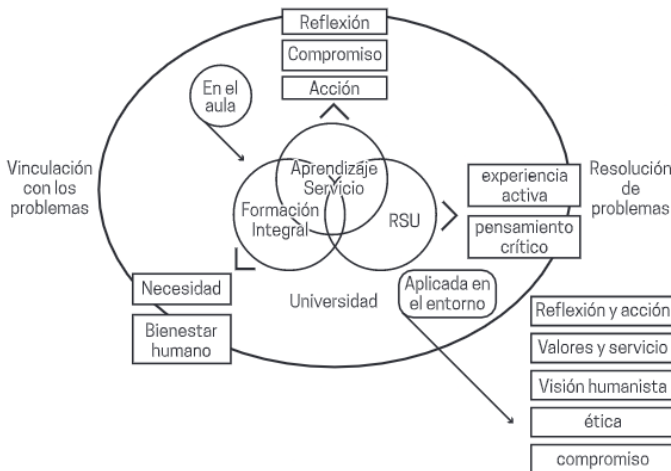 Reflexión
Compromiso
Acción
En el
aula
Vinculación
con los
problemas
Aprendizaje
Y
Servicio
Formación
Integral
RSU
experiencia
activa
pensamiento
crítico
Resolución
de
problemas
Necesidad
Bienestar
humano
Universidad
Aplicada en
el entorno
Reflexión y acción
Valores y servicio
Visión humanista
ética
compromiso